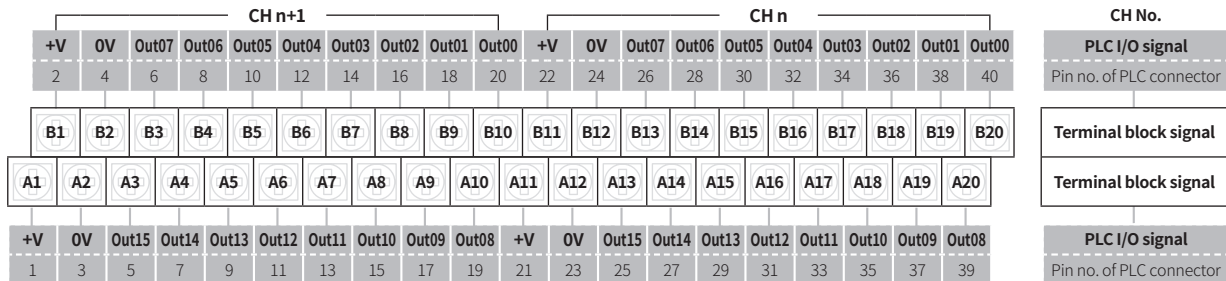 CH n+1 CH n CH No.
+V 0V Out07 Out06 Out05 Out04 Out03 Out02 Out01 Out00 +V 0V Out07 Out06 Out05 Out04 Out03 Out02 Out01 Out00 PLC I/O signal
2 4 6 8 10 12 14 16 18 20 22 24 26 28 30 32 34 36 38 40 Pin no. of PLC connector
B1 B2 B3 B4 B5 B6 B7 B8 B9 B10 B11 B12 B13 B14 B15 B16 B17 B18 B19 B20 Terminal block signal
A1 A2 A3 A4 A5 A6 A7 A8 A9 A10 A11 A12 A13 A14 A15 A16 A17 A18 A19 A20 Terminal block signal
+V 0V Out15 Out14 Out13 Out12 Out11 Out10 Out09 Out08 +V 0V Out15 Out14 Out13 Out12 Out11 Out10 Out09 Out08 PLC I/O signal
1 3 5 7 9 11 13 15 17 19 21 23 25 27 29 31 33 35 37 39 Pin no. of PLC connector